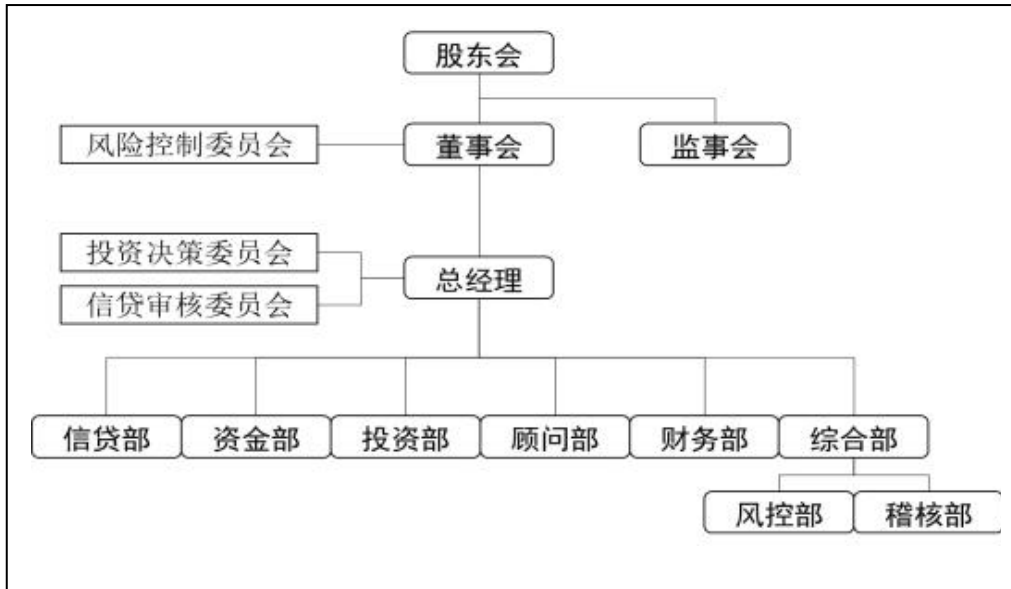 股东会
风险控制委员会
董事会
监事会
投资决策委员会
总经理
信贷审核委员会
信贷部
资金部
投资部
顾问部
财务部
综合部
风控部
稽核部